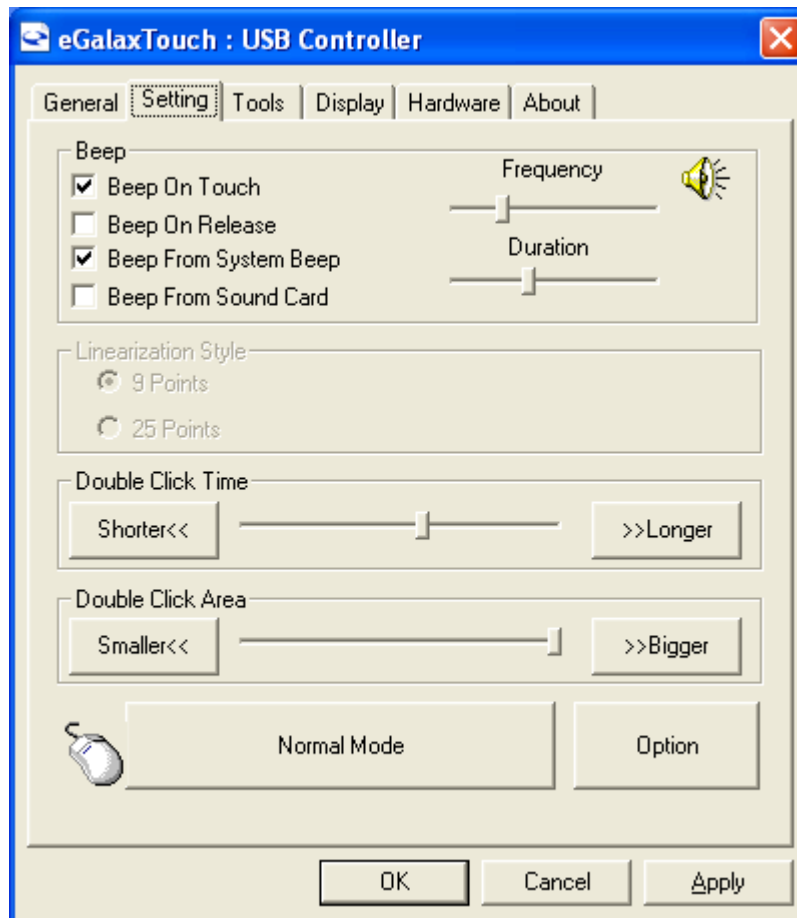 eGalaxTouch : USB Controller
General Setting Tools Display Hardware About
Beep
Beep On Touch
Beep On Release
Beep From System Beep
Beep From Sound Card
Frequency
Duration
Linearization Style
9 Points
25 Points
Double Click Time
Shorter<< >>Longer
Double Click Area
Smaller<< >>Bigger
Normal Mode Option
OK Cancel Apply